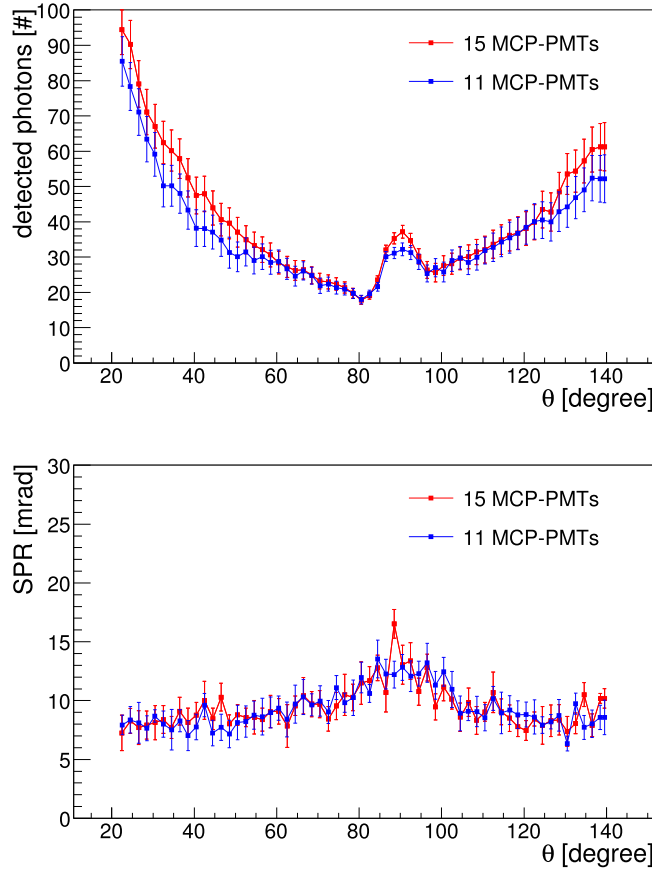 detected photons [#]
100
90
80
70
60
50
40
30
20
10
0
15 MCP-PMTs
11 MCP-PMTs
20 40 60 80 100 120 140
θ [degree]
SPR [mrad]
30
25
20
15
10
5
0
15 MCP-PMTs
11 MCP-PMTs
20 40 60 80 100 120 140
θ [degree]